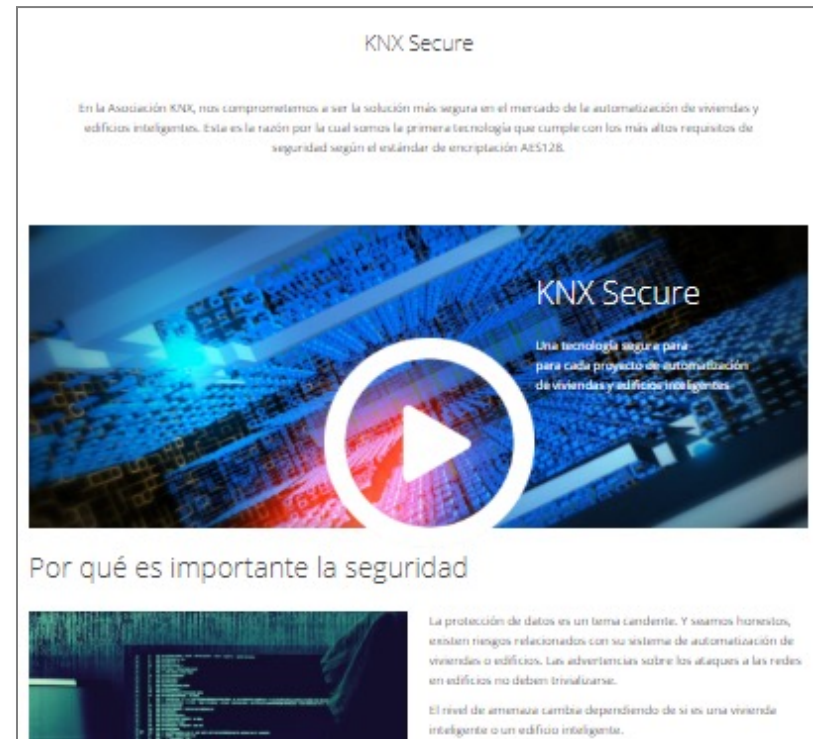 KNX Secure
En la Asociación KNX, nos comprometemos a ser la solución más segura en el mercado de la automatización de viviendas y
edificios inteligentes. Esta es la razón por la cual somos la primera tecnología que cumple con los más altos requisitos de
seguridad según el estándar de encriptación AES128.
KNX Secure
Una tecnología segura para
para cada proyecto de automatización
de viviendas y edificios inteligentes
Por qué es importante la seguridad
La protección de datos es un tema candente. Y seamos honestos,
existen riesgos relacionados con su sistema de automatización de
viviendas o edificios. Las advertencias sobre los ataques a las redes
en edificios no deben trivializarse.
El nivel de amenaza cambia dependiendo de si es una vivienda
inteligente o un edificio inteligente.